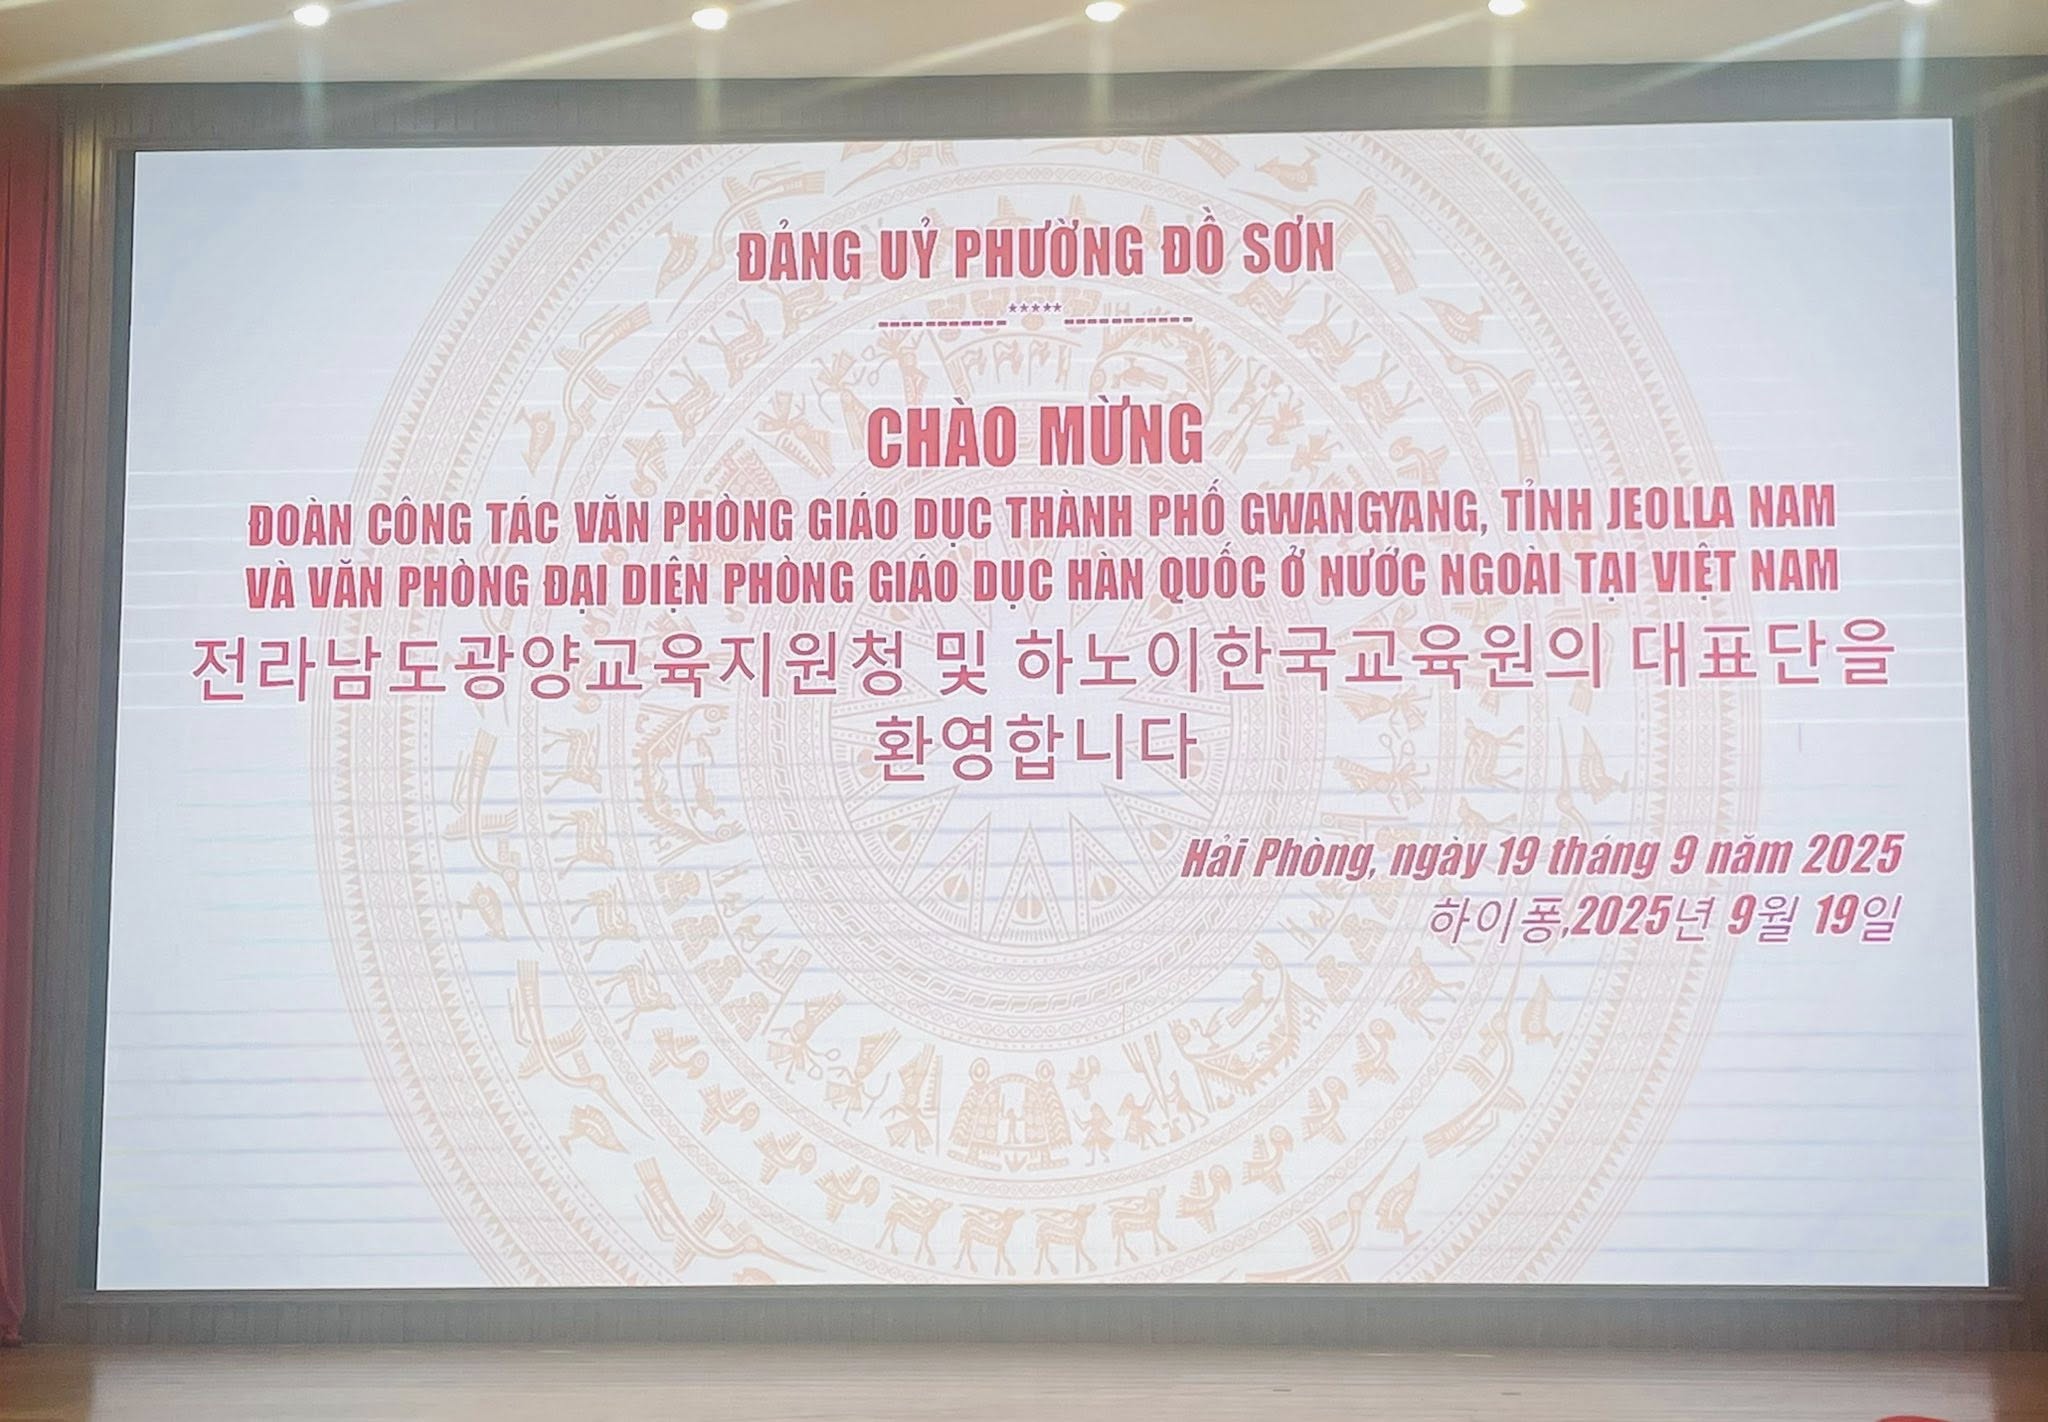 ĐẢNG UỶ PHƯỜNG ĐỒ SƠN
-----------*****-----------
CHÀO MỪNG
ĐOÀN CÔNG TÁC VĂN PHÒNG GIÁO DỤC THÀNH PHỐ GWANGYANG, TỈNH JEOLLA NAM
VÀ VĂN PHÒNG ĐẠI DIỆN PHÒNG GIÁO DỤC HÀN QUỐC Ở NƯỚC NGOÀI TẠI VIỆT NAM
전라남도광양교육지원청 및 하노이한국교육원의 대표단을
환영합니다
Hải Phòng, ngày 19 tháng 9 năm 2025
하이퐁,2025년 9월 19일